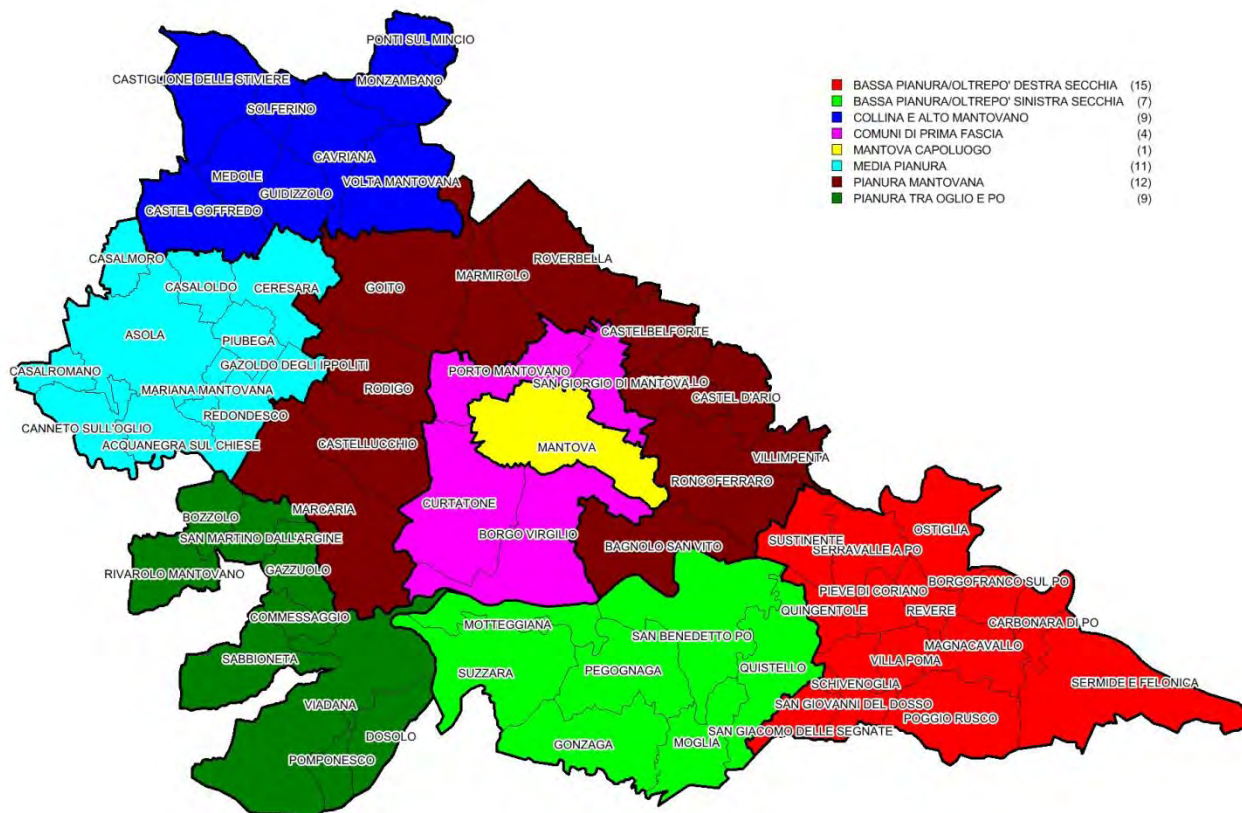 PONTI SUL MINCIO
CASTIGLIONE DELLE STIVIERE
MONZAMBANO
SOLFERINO
CAVRIANA
MEDOLE
VOLTA MANTOVANA
GUIDIZZOLO
CASTEL GOFFREDO
BASSA PIANURA/OLTREPO' DESTRA SECCHIA (15)
BASSA PIANURA/OLTREPO' SINISTRA SECCHIA (7)
COLLINA E ALTO MANTOVANO (9)
COMUNI DI PRIMA FASCIA (4)
MANTOVA CAPOLUOGO (1)
MEDIA PIANURA (11)
PIANURA MANTOVANA (12)
PIANURA TRA OGLIO E PO (9)
CASALMORO
CASALOLDO
CERESARA
GOITO
MARMIROLO
ROVERBELLA
ASOLA
PIUBEGA
CASTELBELFORTE
CASALROMANO
GAZOLDO DEGLI IPPOLITI
MARIANA MANTOVANA
RODIGO
PORTO MANTOVANO
SAN GIORGIO DI MANTOVA
CASTEL D'ARIO
REDONDESCO
CANNETO SULL'OGLIO
ACQUANEGRA SUL CHIESE
CASTELLUCCHIO
MANTOVA
VILLIMPENTA
RONCOFERRARO
MARCARIA
CURTATONE
BORGO VIRGILIO
BAGNOLO SAN VITO
BOZZOLO
SAN MARTINO DALL'ARGINE
RIVAROLO MANTOVANO
GAZZUOLO
COMMESSAGGIO
SABBIONETA
VIADANA
DOSOLO
POMPONESCO
MOTTEGGIANA
SAN BENEDETTO PO
SUZZARA
PEGOGNAGA
QUISTELLO
GONZAGA
MOGLIA
OSTIGLIA
SUSTINENTE
SERRAVALLE A PO
PIEVE DI CORIANO
BORGOFRANCO SUL PO
QUINGENTOLE
REVERE
CARBONARA DI PO
MAGNACAVALLO
VILLA POMA
SCHIVENOGLIA
SERMIDE E FELONICA
SAN GIOVANNI DEL DOSSO
POGGIO RUSCO
SAN GIACOMO DELLE SEGNATE